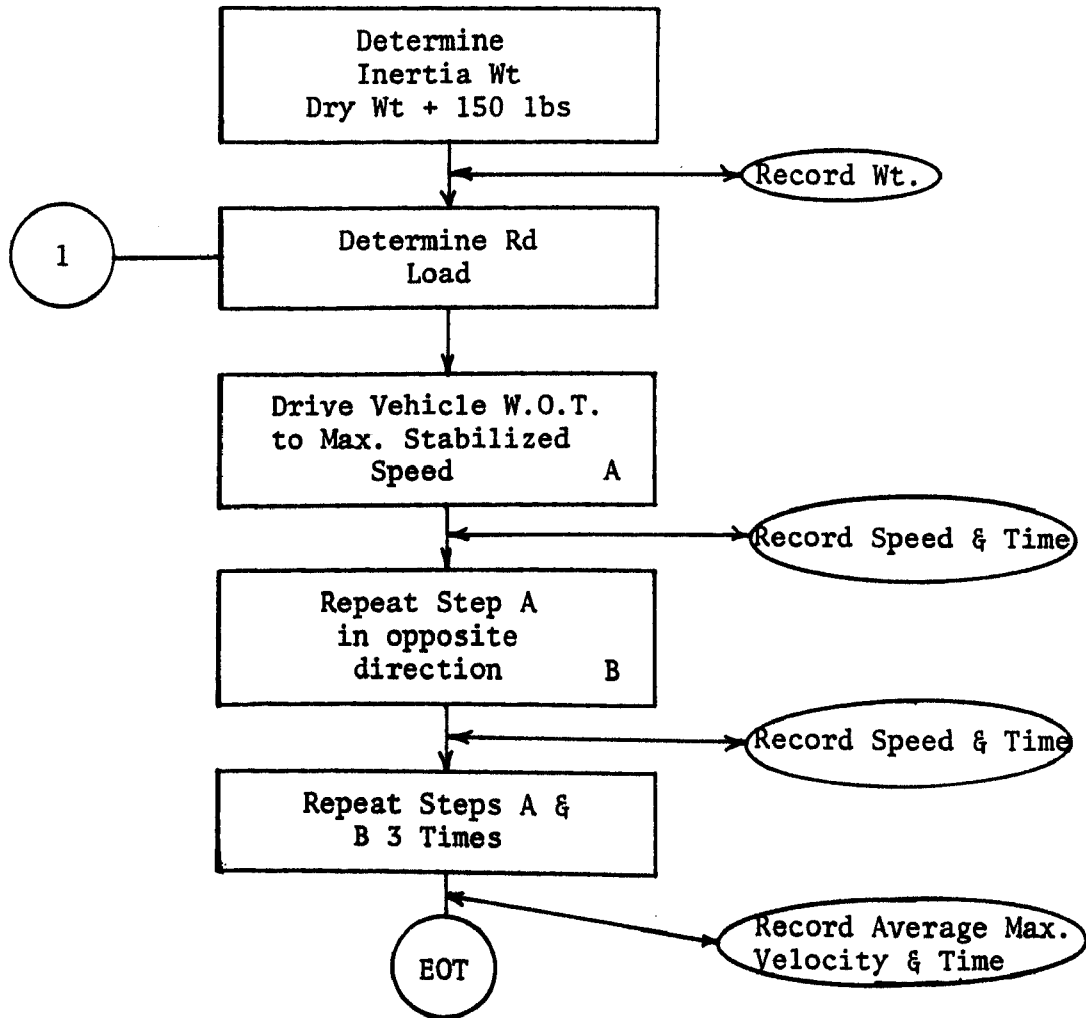 Determine
Inertia Wt
Dry Wt + 150 lbs
Record Wt.
1
Determine Rd
Load
Drive Vehicle W.O.T.
to Max. Stabilized
Speed A
Record Speed & Time
Repeat Step A
in opposite
direction B
Record Speed & Time
Repeat Steps A &
B 3 Times
Record Average Max.
Velocity & Time
EOT